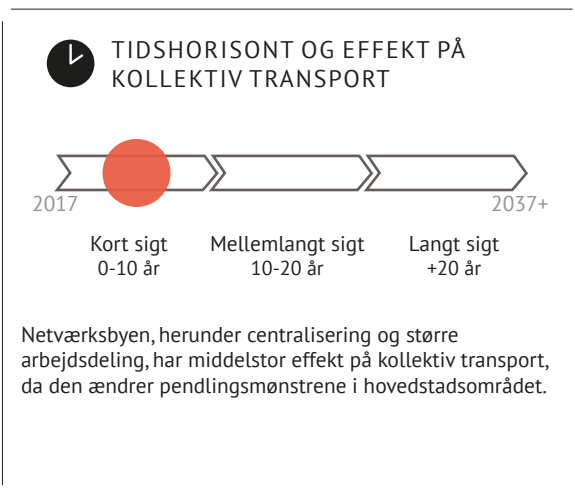 TIDSHORISONT OG EFFEKT PÅ
KOLLEKTIV TRANSPORT
2017
2037+
Kort sigt
0-10 år
Mellemlangt sigt
10-20 år
Langt sigt
+20 år
Netværksbyen, herunder centralisering og større
arbejdsdeling, har middelstor effekt på kollektiv transport,
da den ændrer pendlingsmønstrene i hovedstadsområdet.